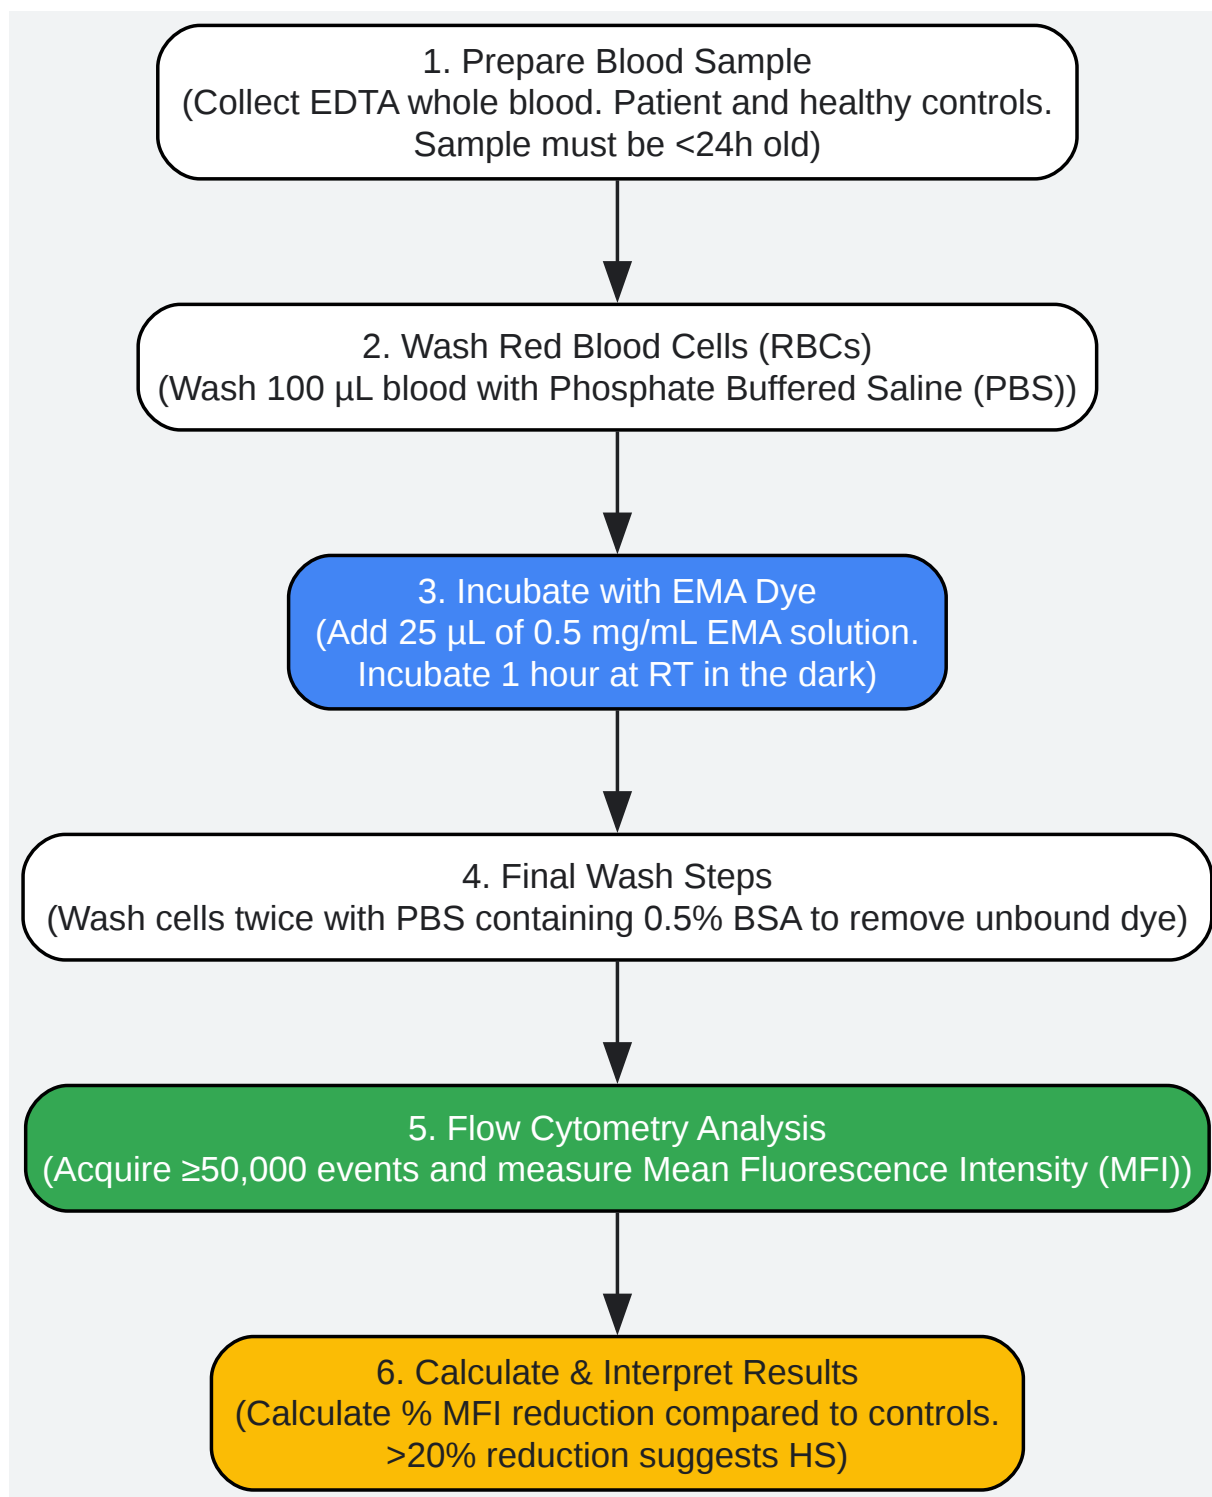 1. Prepare Blood Sample
(Collect EDTA whole blood. Patient and healthy controls.
Sample must be <24h old)
2. Wash Red Blood Cells (RBCs)
(Wash 100 µL blood with Phosphate Buffered Saline (PBS))
3. Incubate with EMA Dye
(Add 25 µL of 0.5 mg/mL EMA solution.
Incubate 1 hour at RT in the dark)
4. Final Wash Steps
(Wash cells twice with PBS containing 0.5% BSA to remove unbound dye)
5. Flow Cytometry Analysis
(Acquire ≥50,000 events and measure Mean Fluorescence Intensity (MFI))
6. Calculate & Interpret Results
(Calculate % MFI reduction compared to controls.
>20% reduction suggests HS)